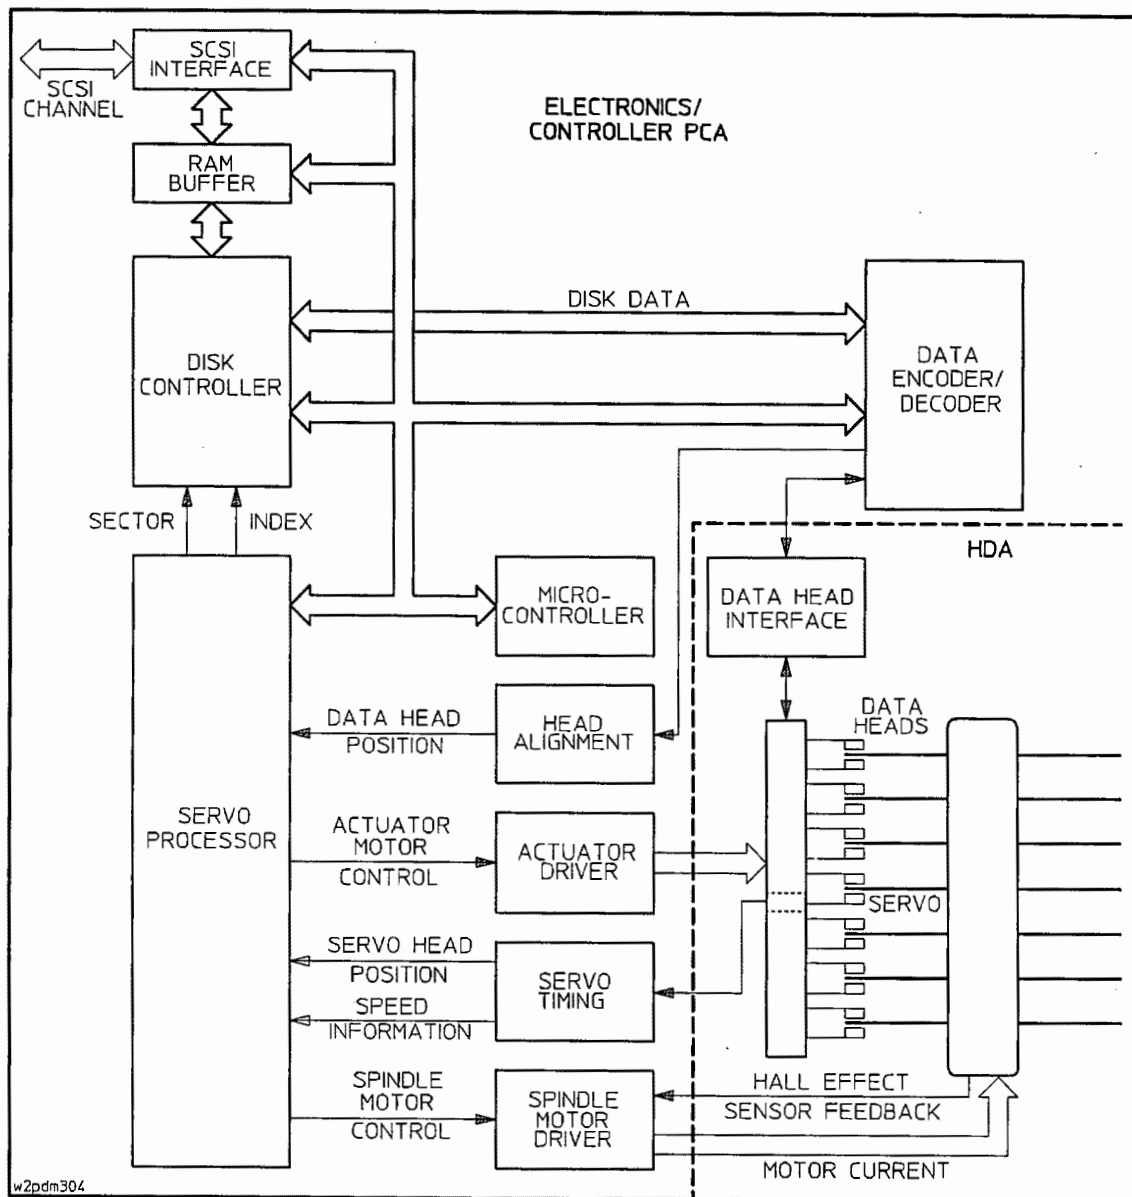 SCSI
INTERFACE
SCSI
CHANNEL
ELECTRONICS/
CONTROLLER PCA
RAM
BUFFER
DISK DATA
DISK
CONTROLLER
DATA
ENCODER/
DECODER
SECTOR
INDEX
HDA
MICRO-
CONTROLLER
DATA HEAD
INTERFACE
DATA HEAD
POSITION
HEAD
ALIGNMENT
DATA
HEADS
SERVO
PROCESSOR
ACTUATOR
MOTOR
CONTROL
ACTUATOR
DRIVER
SERVO
SERVO HEAD
POSITION
SPEED
INFORMATION
SERVO
TIMING
SPINDLE
MOTOR
CONTROL
SPINDLE
MOTOR
DRIVER
HALL EFFECT
SENSOR FEEDBACK
MOTOR CURRENT
w2pdm304